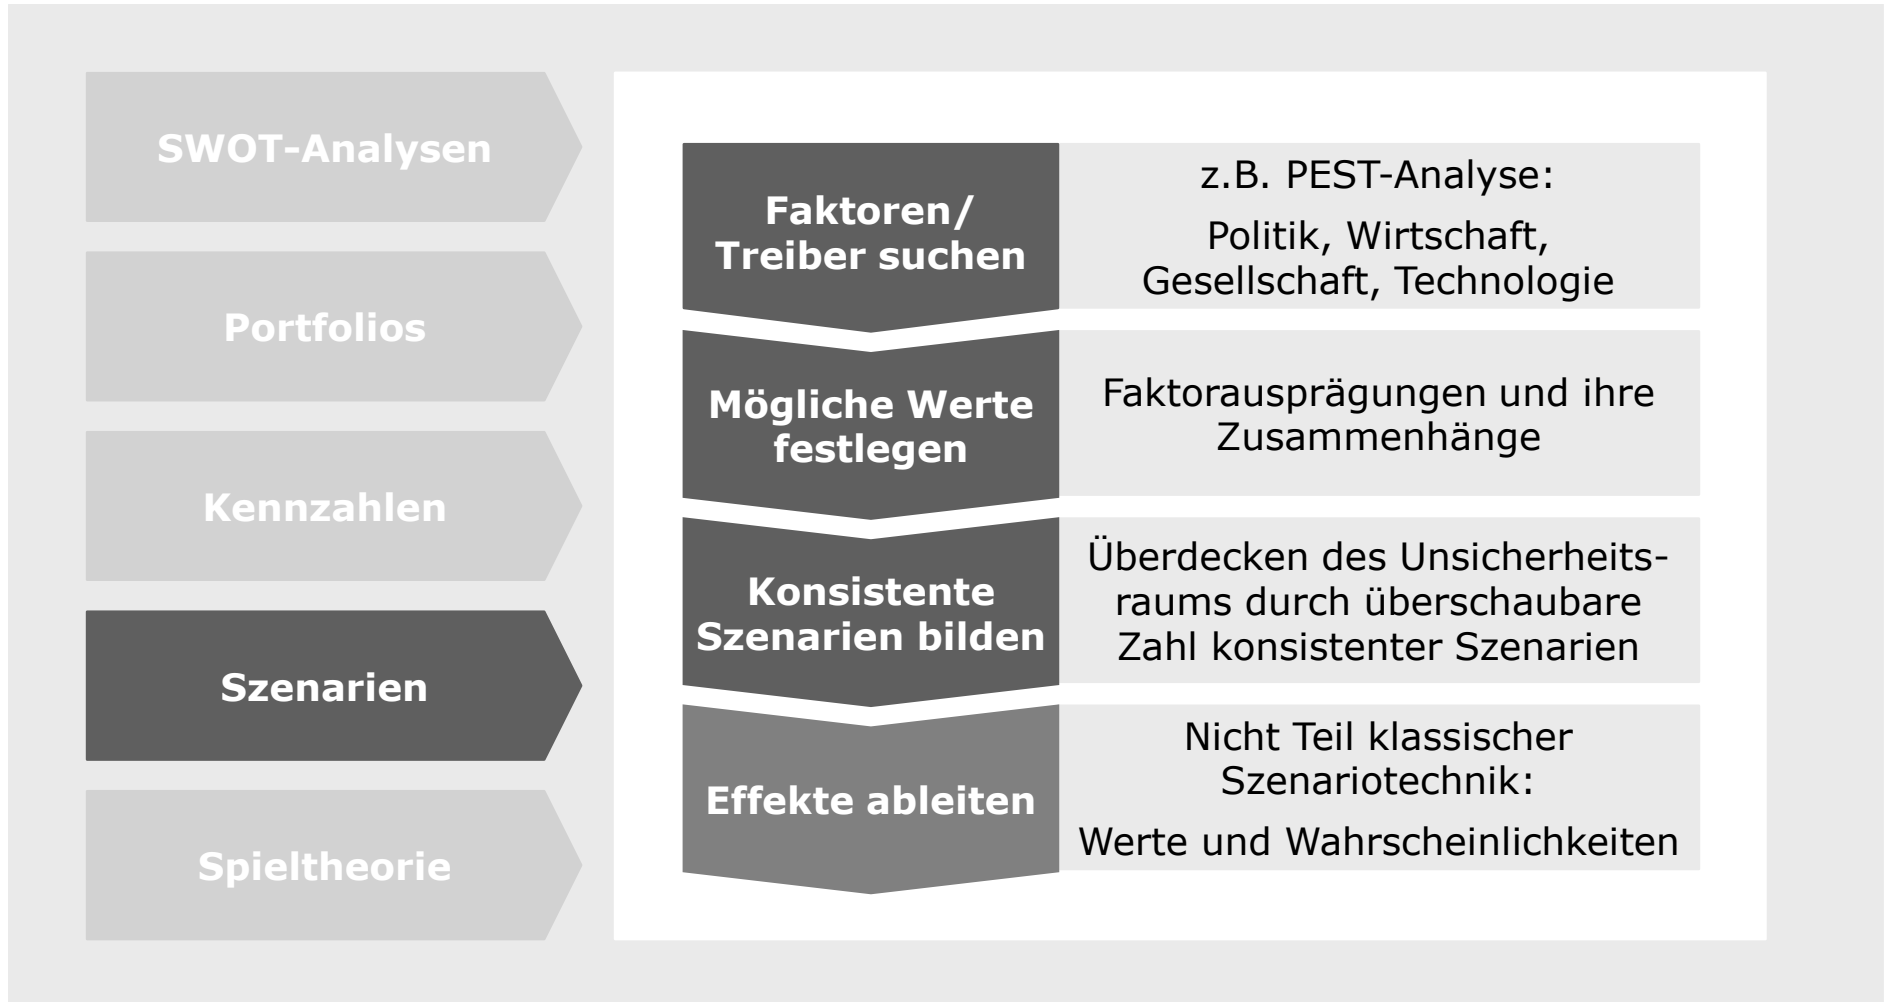 SWOT-Analysen
Portfolios
Kennzahlen
Szenarien
Spieltheorie
Faktoren/
Treiber suchen
z.B. PEST-Analyse:
Politik, Wirtschaft,
Gesellschaft, Technologie
Mögliche Werte
festlegen
Faktorausprägungen und ihre
Zusammenhänge
Konsistente
Szenarien bilden
Überdecken des Unsicherheits-
raums durch überschaubare
Zahl konsistenter Szenarien
Effekte ableiten
Nicht Teil klassischer
Szenariotechnik:
Werte und Wahrscheinlichkeiten